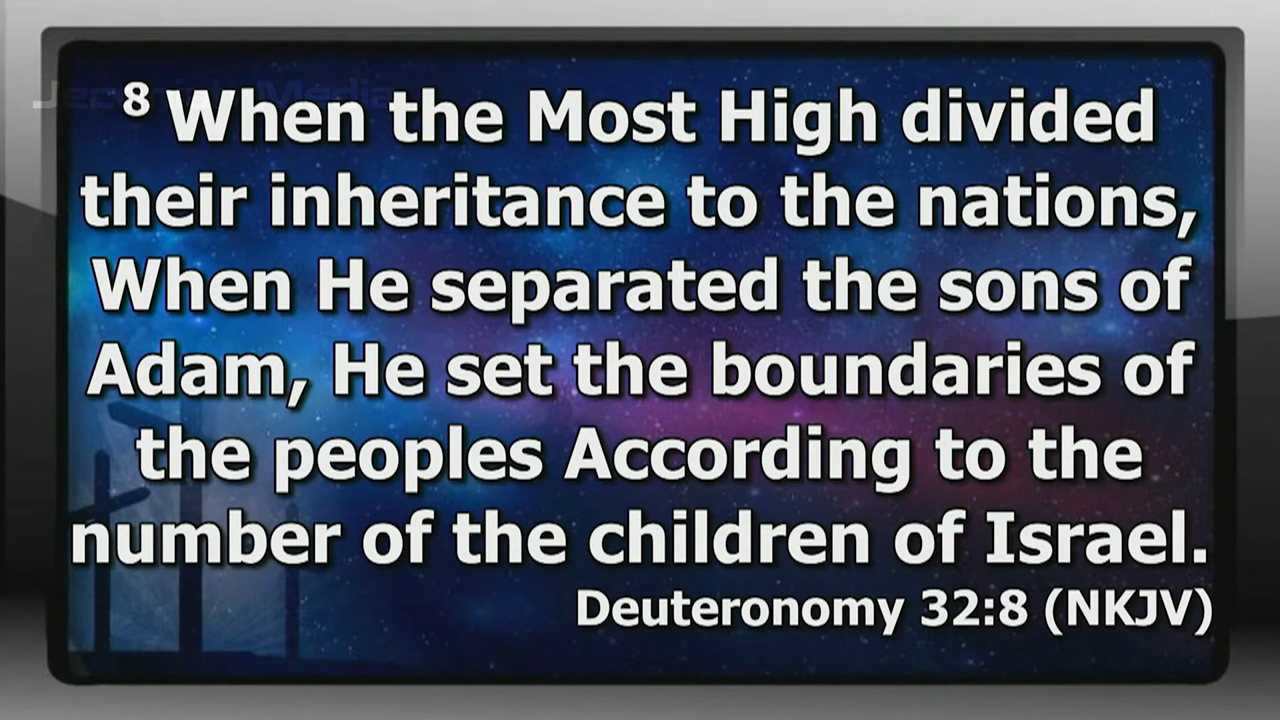 8 When the Most High divided
their inheritance to the nations,
When He separated the sons of
Adam, He set the boundaries of
the peoples According to the
number of the children of Israel.
Deuteronomy 32:8 (NKJV)